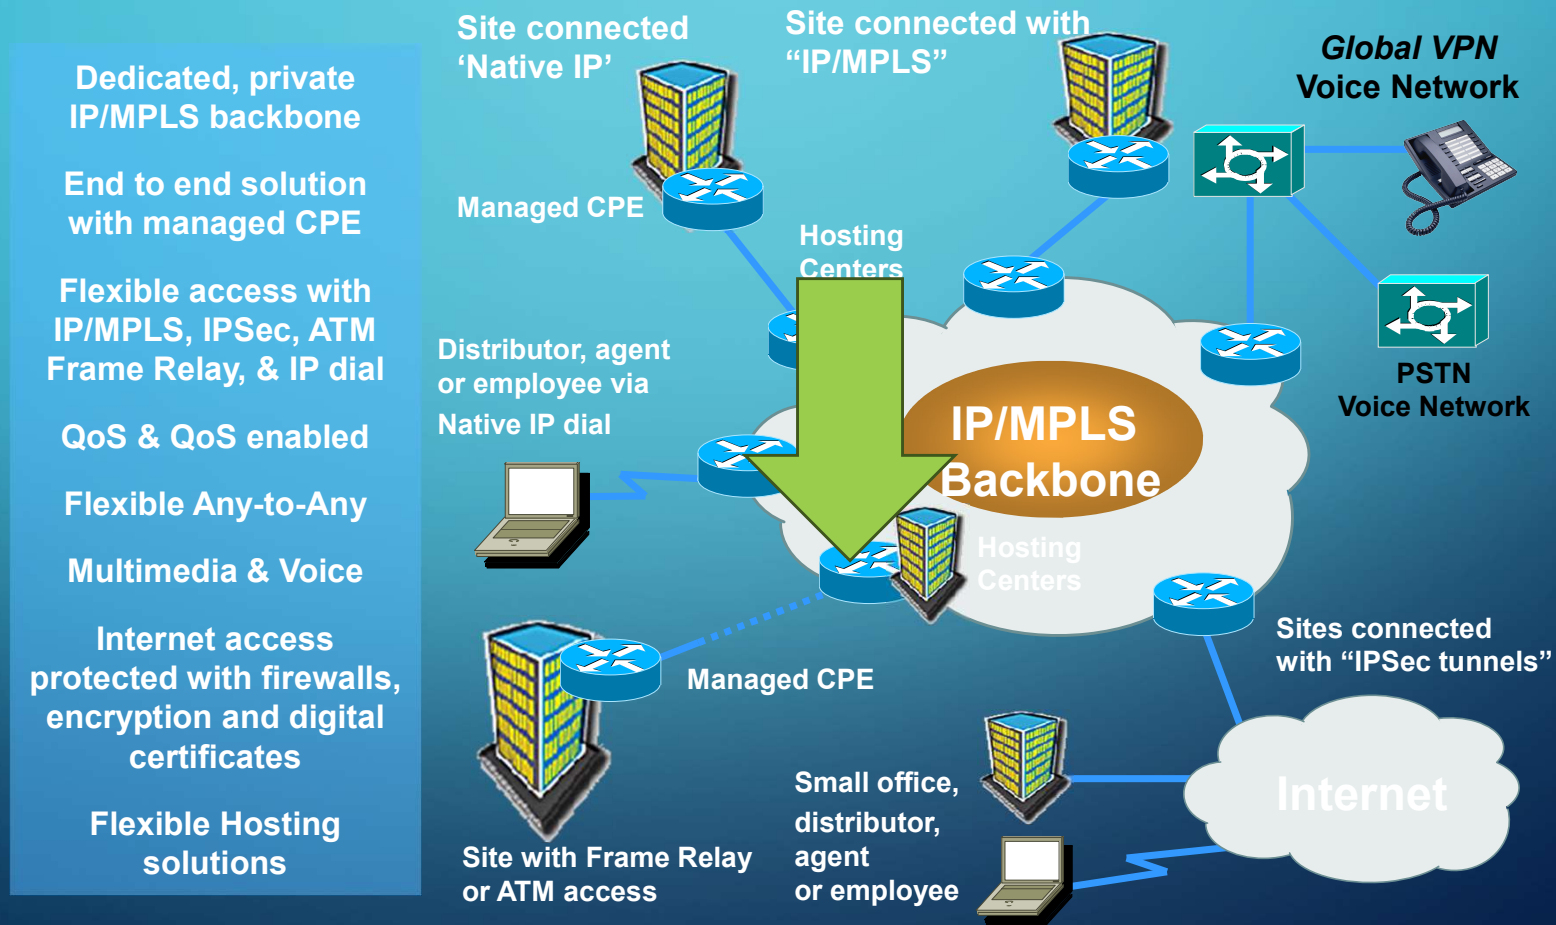 Dedicated, private
IP/MPLS backbone
End to end solution
with managed CPE
Flexible access with
IP/MPLS, IPSec, ATM
Frame Relay, & IP dial
QoS & QoS enabled
Flexible Any-to-Any
Multimedia & Voice
Internet access
protected with firewalls,
encryption and digital
certificates
Flexible Hosting
solutions
Site connected
‘Native IP’
Site connected with
“IP/MPLS”
Global VPN
Voice Network
Managed CPE
Hosting
Centers
Distributor, agent
or employee via
Native IP dial
PSTN
Voice Network
IP/MPLS
Backbone
Hosting
Centers
Managed CPE
Sites connected
with “IPSec tunnels”
Site with Frame Relay
or ATM access
Small office,
distributor,
agent
or employee
Internet